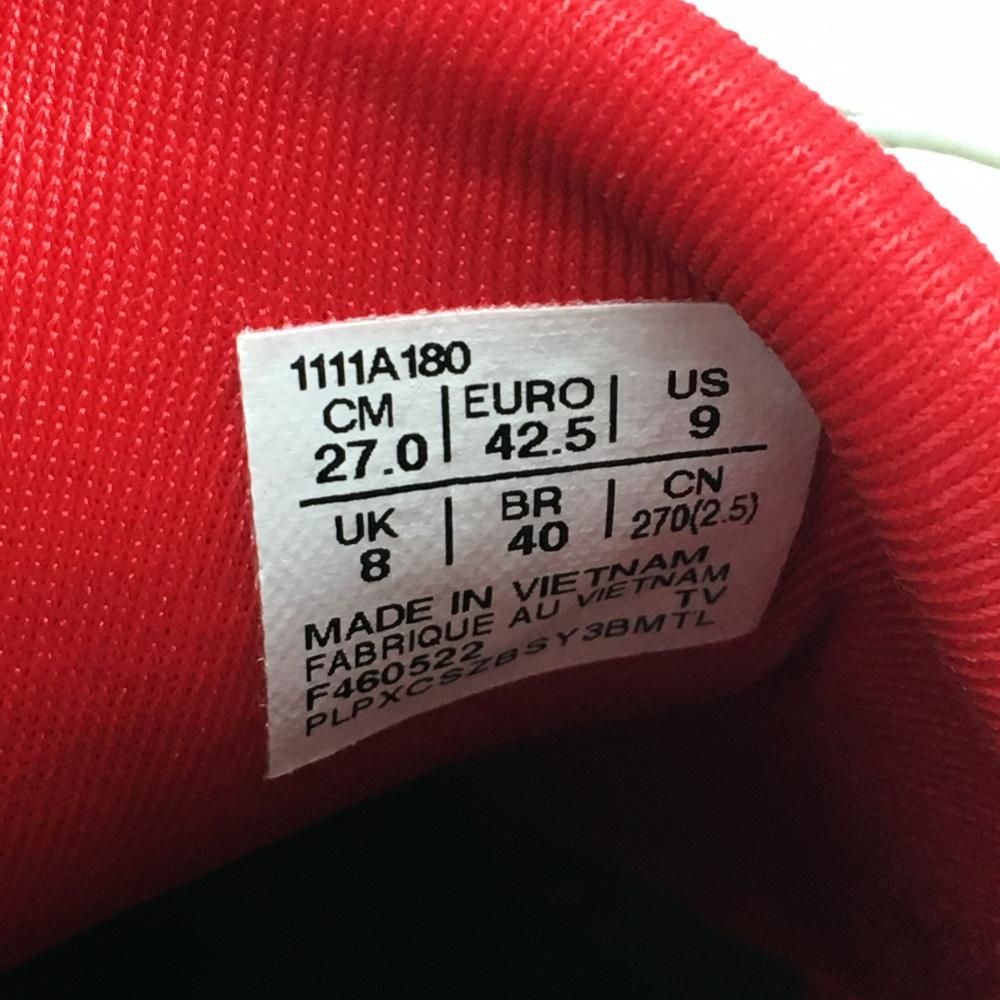 1111A180
CM | EURO | US
27.0 | 42.5 | 9
UK | BR | CN
8 | 40 | 270(2.5)
MADE IN VIETNAM
FABRIQUE AU VIETNAM
F460522 TV
PLPXCSZBSY3BMTL